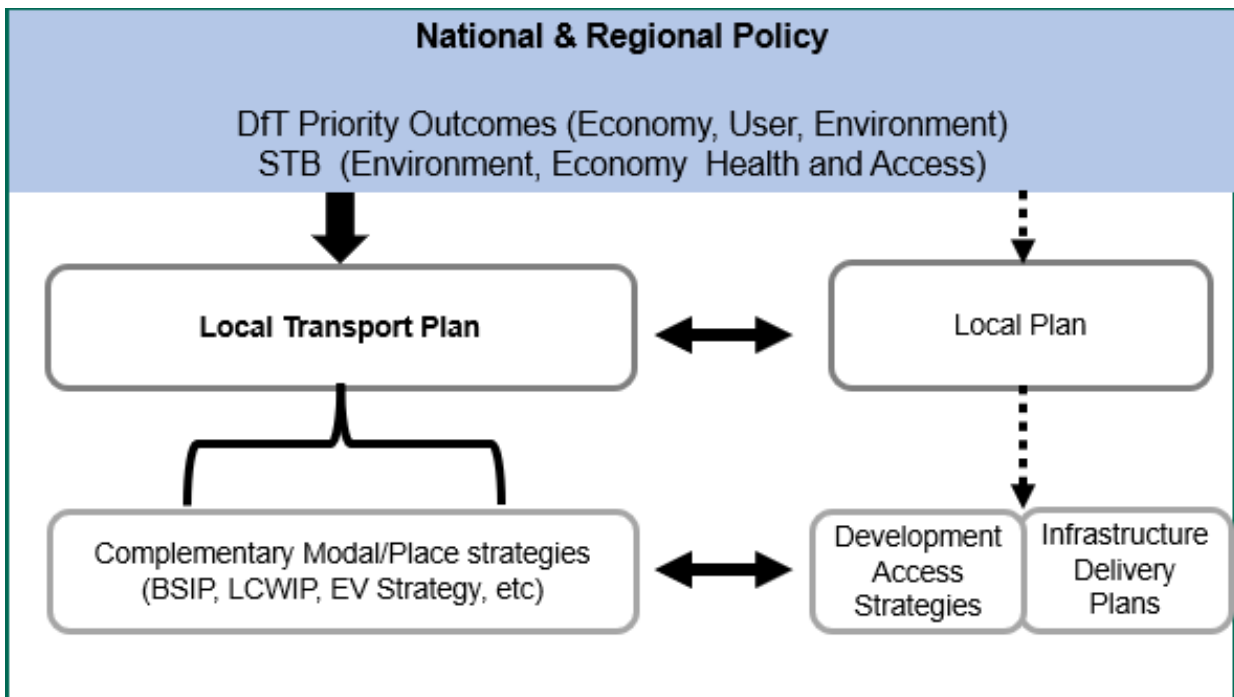 National & Regional Policy
DfT Priority Outcomes (Economy, User, Environment)
STB (Environment, Economy Health and Access)
Local Transport Plan
Local Plan
Complementary Modal/Place strategies
(BSIP, LCWIP, EV Strategy, etc)
Development
Access
Strategies
Infrastructure
Delivery
Plans